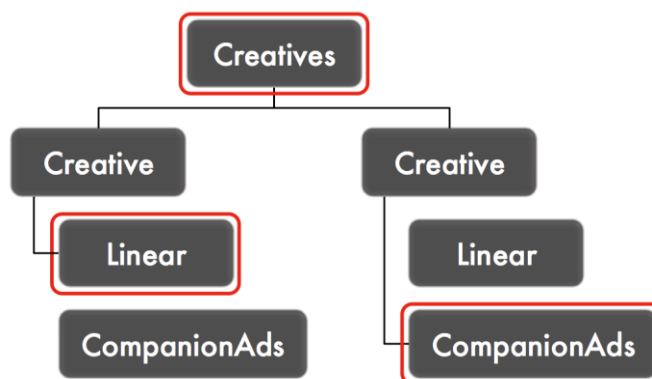 Creatives
Creative
Creative
Linear
Linear
CompanionAds
CompanionAds